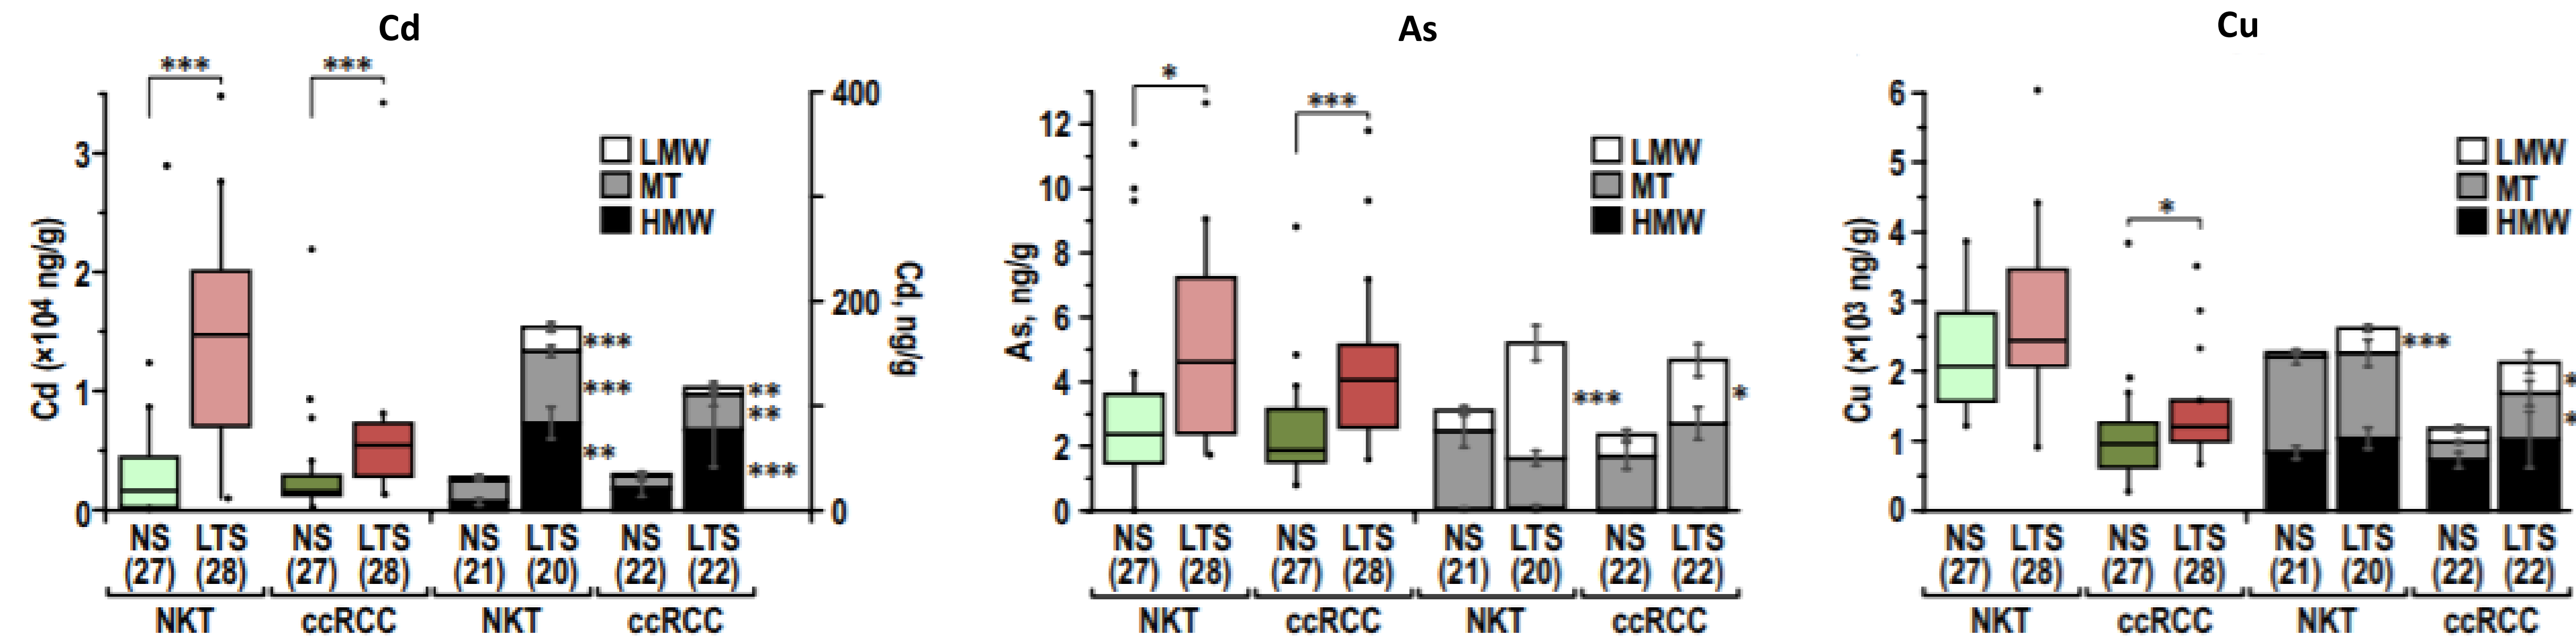 Cd
As
Cu
***
***
Cd (×10⁴ ng/g)
3
2
1
0
400
200
0
Cd, ng/g
LMW
MT
HMW
***
***
**
**
**
***
NS LTS NS LTS NS LTS NS LTS
(27) (28) (27) (28) (21) (20) (22) (22)
NKT ccRCC NKT ccRCC
*
***
As, ng/g
12
10
8
6
4
2
0
LMW
MT
HMW
***
*
NS LTS NS LTS NS LTS NS LTS
(27) (28) (27) (28) (21) (20) (22) (22)
NKT ccRCC NKT ccRCC
*
Cu (×10³ ng/g)
6
5
4
3
2
1
0
LMW
MT
HMW
***
*
*
NS LTS NS LTS NS LTS NS LTS
(27) (28) (27) (28) (21) (20) (22) (22)
NKT ccRCC NKT ccRCC